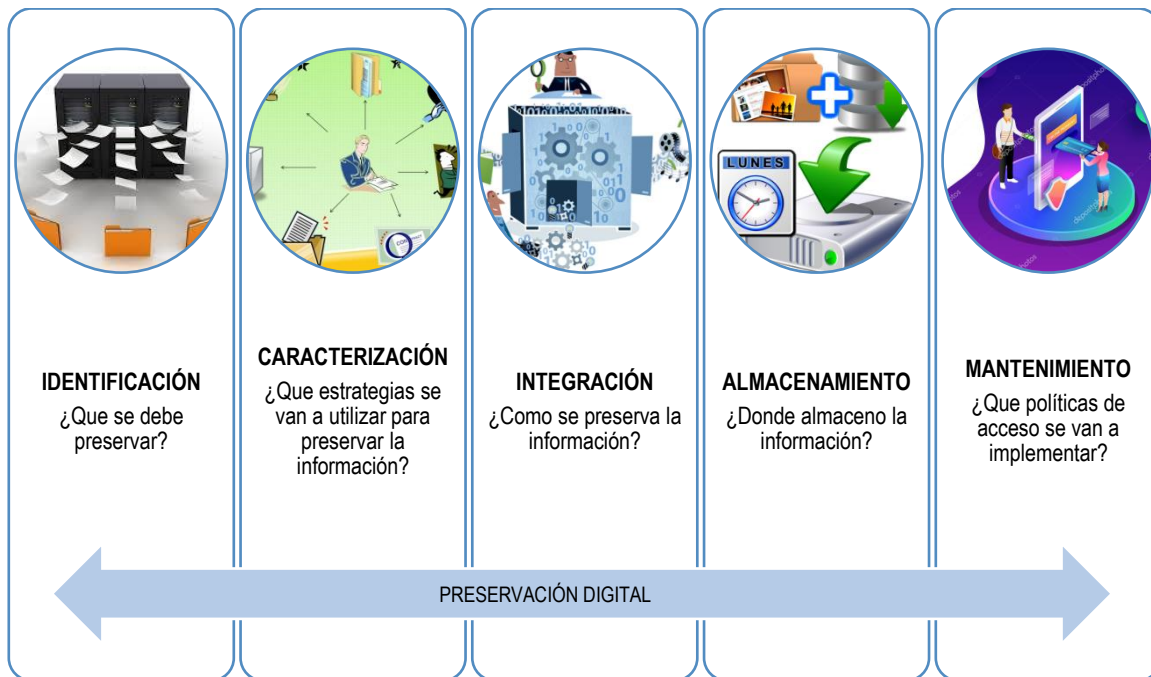 IDENTIFICACIÓN
¿Que se debe
preservar?
CARACTERIZACIÓN
¿Que estrategias se
van a utilizar para
preservar la
información?
INTEGRACIÓN
¿Como se preserva la
información?
LUNES
ALMACENAMIENTO
¿Donde almaceno la
información?
MANTENIMIENTO
¿Que políticas de
acceso se van a
implementar?
PRESERVACIÓN DIGITAL